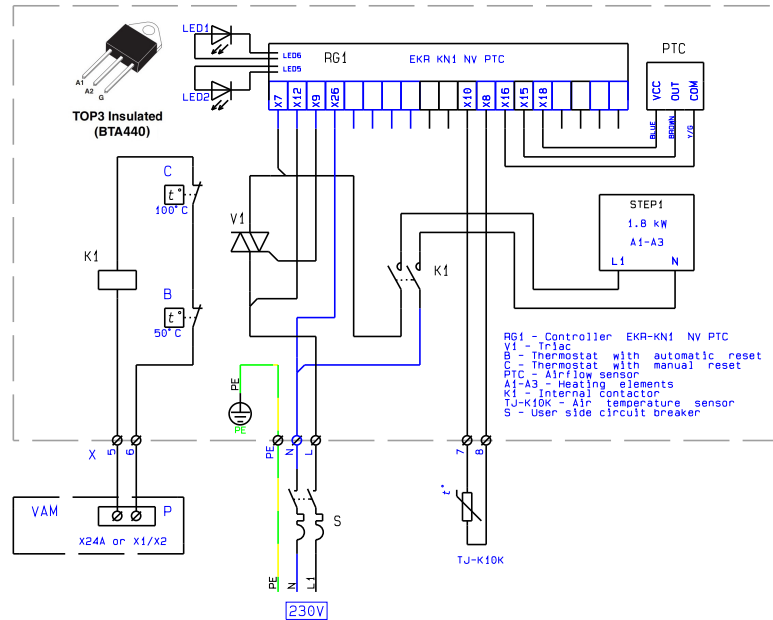 LED1
LED2
LED6
LED5
RG1
EKR KN1 NV PTC
X7
X12
X9
X26
X10
X8
X16
X15
X18
PTC
VCC
OUT
COM
BLUE
BROWN
Y/G
A1
A2
G
TOP3 Insulated
(BTA440)
C
t°
100°C
K1
B
t°
50°C
V1
K1
STEP1
1.8 kW
A1-A3
L1
N
RG1 - Controller EKR-KN1 NV PTC
V1 - Triac
B - Thermostat with automatic reset
C - Thermostat with manual reset
PTC - Airflow sensor
A1-A3 - Heating elements
K1 - Internal contactor
TJ-K10K - Air temperature sensor
S - User side circuit breaker
PE
PE
X
5
6
PE
N
L
7
8
VAM
P
X24A or X1/X2
S
t°
TJ-K10K
PE
N
L1
230V